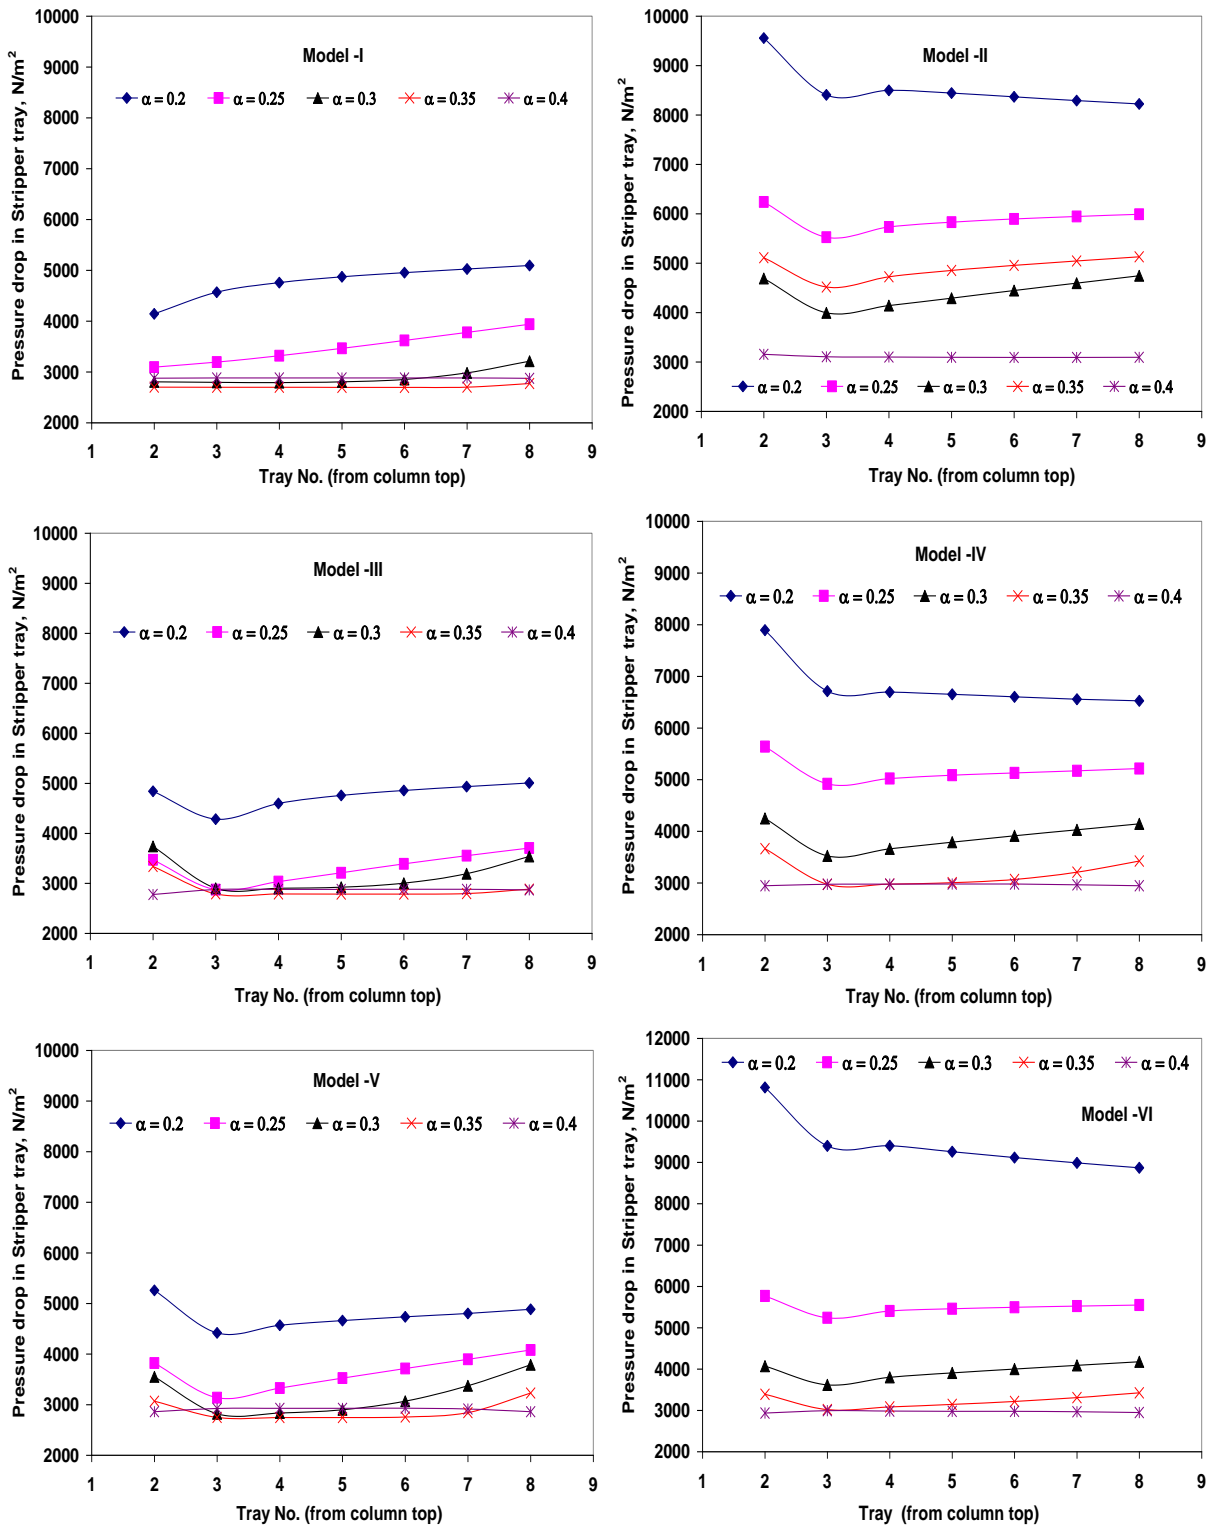 Model -I
α = 0.2 α = 0.25 α = 0.3 α = 0.35 α = 0.4
Pressure drop in Stripper tray, N/m²
10000
9000
8000
7000
6000
5000
4000
3000
2000
1 2 3 4 5 6 7 8 9
Tray No. (from column top)
Model -II
Pressure drop in Stripper tray, N/m²
10000
9000
8000
7000
6000
5000
4000
3000
2000
α = 0.2 α = 0.25 α = 0.3 α = 0.35 α = 0.4
1 2 3 4 5 6 7 8 9
Tray No. (from column top)
Model -III
α = 0.2 α = 0.25 α = 0.3 α = 0.35 α = 0.4
Pressure drop in Stripper tray, N/m²
10000
9000
8000
7000
6000
5000
4000
3000
2000
1 2 3 4 5 6 7 8 9
Tray No. (from column top)
Model -IV
α = 0.2 α = 0.25 α = 0.3 α = 0.35 α = 0.4
Pressure drop in Stripper tray, N/m²
10000
9000
8000
7000
6000
5000
4000
3000
2000
1 2 3 4 5 6 7 8 9
Tray No. (from column top)
Model -V
α = 0.2 α = 0.25 α = 0.3 α = 0.35 α = 0.4
Pressure drop in Stripper tray, N/m²
10000
9000
8000
7000
6000
5000
4000
3000
2000
1 2 3 4 5 6 7 8 9
Tray No. (from column top)
α = 0.2 α = 0.25 α = 0.3 α = 0.35 α = 0.4
Model -VI
Pressure drop in Stripper tray, N/m²
12000
11000
10000
9000
8000
7000
6000
5000
4000
3000
2000
1 2 3 4 5 6 7 8 9
Tray (from column top)